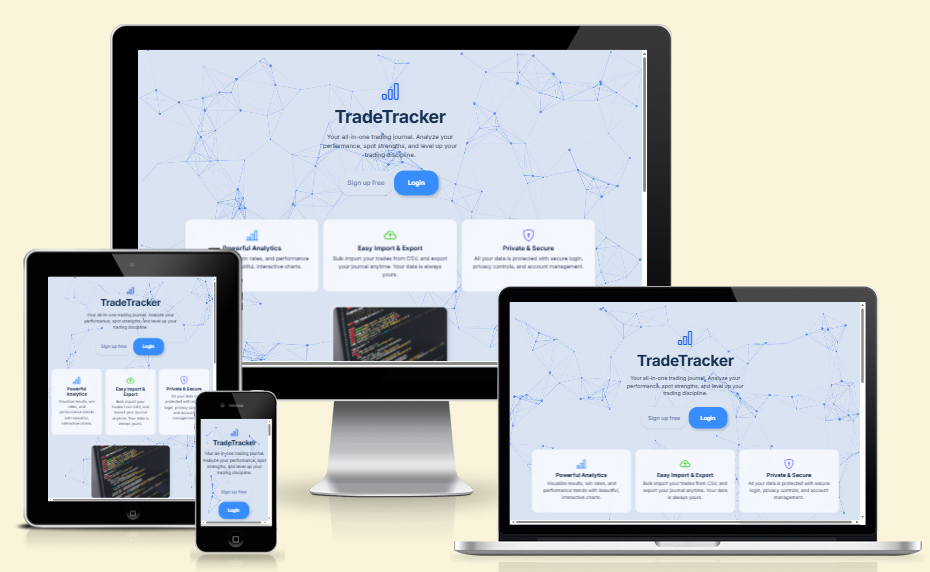 TradeTracker
Your all-in-one trading journal. Analyze your
performance, spot strengths, and level up your
trading discipline.
Sign up free
Login
Powerful Analytics
win rates, and performance
beautiful, interactive charts.
Easy Import & Export
Bulk import your trades from CSV, and
export your journal anytime. Your data is always
yours.
Private & Secure
All your data is protected with secure login,
privacy controls, and account management.
TradeTracker
Your all-in-one trading journal. Analyze your
performance, spot strengths, and level up your
trading discipline.
Sign up free
Login
Powerful
Analytics
Visualize results, win
rates, and
performance trends
with beautiful,
interactive charts.
Easy Import &
Export
Bulk import your
trades from CSV, and
export your journal
anytime. Your data is
always yours.
Private & Secure
All your data is
login, privacy
and account
management.
TradeTracker
Your all-in-one trading journal.
Analyze your performance, spot
strengths, and level up your
trading discipline.
Sign up free
Login
TradeTracker
Your all-in-one trading journal. Analyze your
performance, spot strengths, and level up your
trading discipline.
Sign up free
Login
Powerful Analytics
Visualize results, win rates, and
performance trends with beautiful,
interactive charts.
Easy Import & Export
Bulk import your trades from CSV, and
export your journal anytime. Your data
is always yours.
Private & Secure
All your data is protected with secure
login, privacy controls, and account
management.